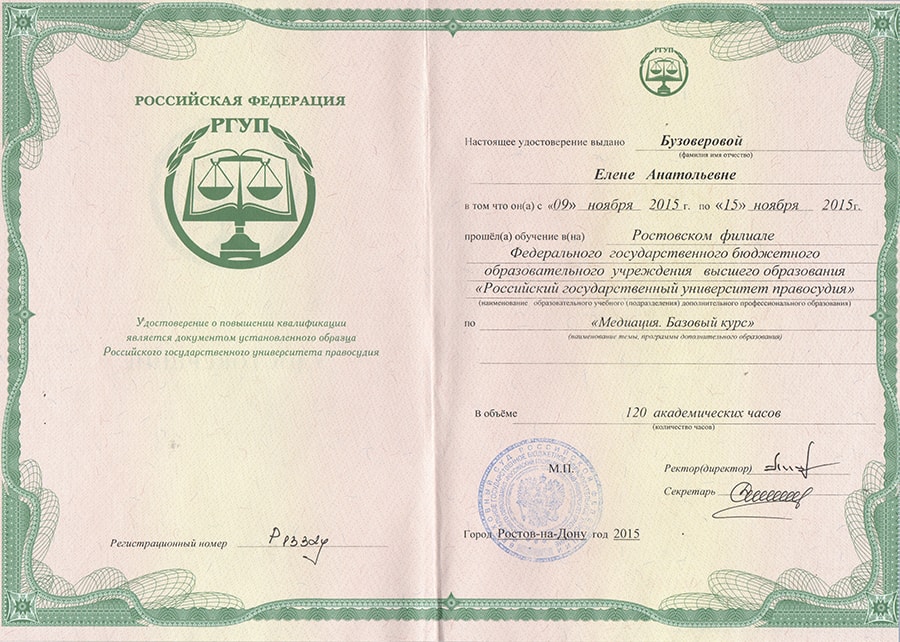 РОССИЙСКАЯ ФЕДЕРАЦИЯ
РГУП
Удостоверение о повышении квалификации
является документом установленного образца
Российского государственного университета правосудия
Регистрационный номер
РГУП
Настоящее удостоверение выдано Бузоверовой
(фамилия имя отчество)
Елене Анатольевне
в том что он(а) с «09» ноября 2015 г. по «15» ноября 2015г.
прошёл(а) обучение в(на) Ростовском филиале
Федерального государственного бюджетного
образовательного учреждения высшего образования
«Российский государственный университет правосудия»
(наименование образовательного учебного (подразделения) дополнительного профессионального образования)
по «Медиация. Базовый курс»
(наименование темы, программы дополнительного образования)
В объёме 120 академических часов
(количество часов)
М.П.
Ректор(директор)
Секретарь
Город Ростов-на-Дону год 2015